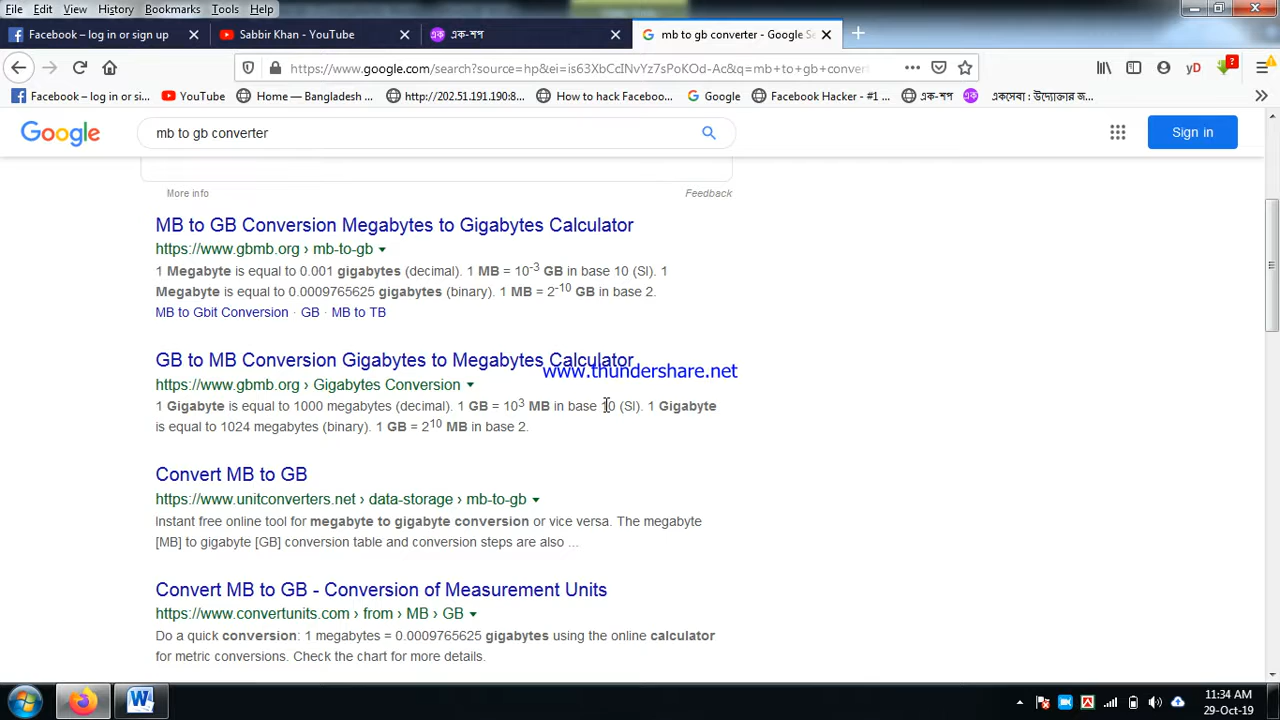 File Edit View History Bookmarks Tools Help
Facebook – log in or sign up
Sabbir Khan - YouTube
এক-শপ
mb to gb converter - Google Se
https://www.google.com/search?source=hp&ei=is63XbCcINvYz7sPoKOd-Ac&q=mb+to+gb+convert
Facebook – log in or si... YouTube Home — Bangladesh ... http://202.51.191.190:8... How to hack Faceboo... Google Facebook Hacker - #1 ... এক-শপ একসেবা : উদ্যোক্তার জ...
Google
mb to gb converter
Sign in
More info
Feedback
MB to GB Conversion Megabytes to Gigabytes Calculator
https://www.gbmb.org › mb-to-gb
1 Megabyte is equal to 0.001 gigabytes (decimal). 1 MB = 10-3 GB in base 10 (SI). 1
Megabyte is equal to 0.0009765625 gigabytes (binary). 1 MB = 2-10 GB in base 2.
MB to Gbit Conversion · GB · MB to TB
GB to MB Conversion Gigabytes to Megabytes Calculator
www.thundershare.net
https://www.gbmb.org › Gigabytes Conversion
1 Gigabyte is equal to 1000 megabytes (decimal). 1 GB = 103 MB in base 10 (SI). 1 Gigabyte
is equal to 1024 megabytes (binary). 1 GB = 210 MB in base 2.
Convert MB to GB
https://www.unitconverters.net › data-storage › mb-to-gb
Instant free online tool for megabyte to gigabyte conversion or vice versa. The megabyte
[MB] to gigabyte [GB] conversion table and conversion steps are also ...
Convert MB to GB - Conversion of Measurement Units
https://www.convertunits.com › from › MB › GB
Do a quick conversion: 1 megabytes = 0.0009765625 gigabytes using the online calculator
for metric conversions. Check the chart for more details.
11:34 AM
29-Oct-19